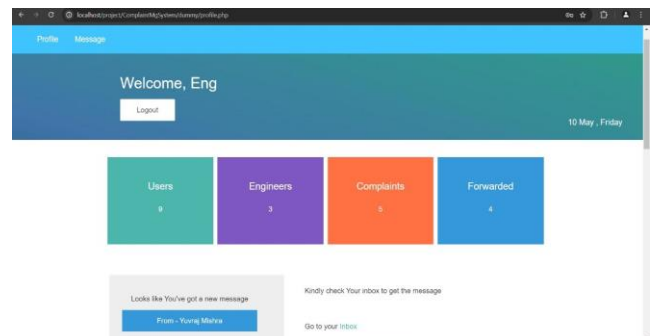 localhost/project/ComplaintMgSystem/dummy/profile.php
Profile Message
Welcome, Eng
Logout
10 May , Friday
Users
9
Engineers
3
Complaints
5
Forwarded
4
Looks like You've got a new message
From - Yuvraj Mishra
Kindly check Your inbox to get the message
Go to your Inbox